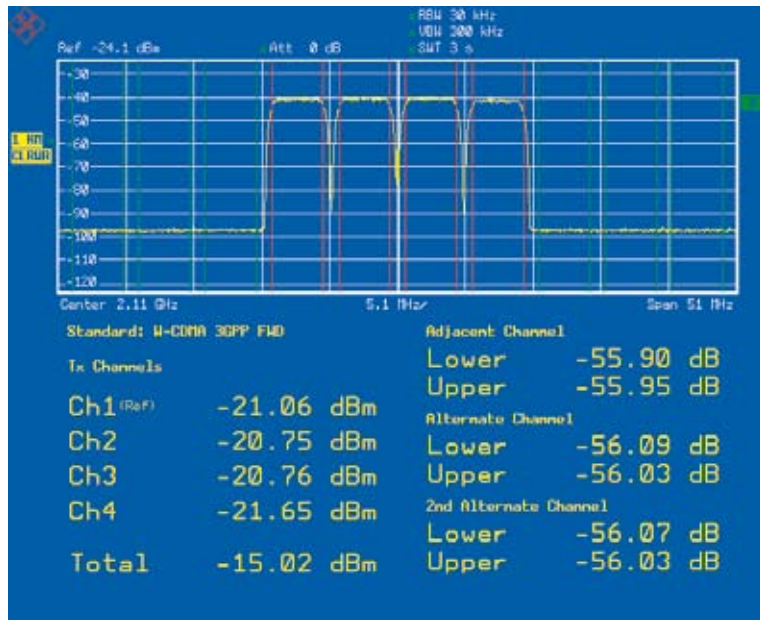 RBW 30 kHz
VBW 300 kHz
Ref -24.1 dBm Att 0 dB SWT 3 s
-30
-40
-50
1 RM
CLRWR
-60
-70
-80
-90
-100
-110
-120
Center 2.11 GHz 5.1 MHz/ Span 51 MHz
Standard: W-CDMA 3GPP FWD
Tx Channels
Ch1 (Ref) -21.06 dBm
Ch2 -20.75 dBm
Ch3 -20.76 dBm
Ch4 -21.65 dBm
Total -15.02 dBm
Adjacent Channel
Lower -55.90 dB
Upper -55.95 dB
Alternate Channel
Lower -56.09 dB
Upper -56.03 dB
2nd Alternate Channel
Lower -56.07 dB
Upper -56.03 dB